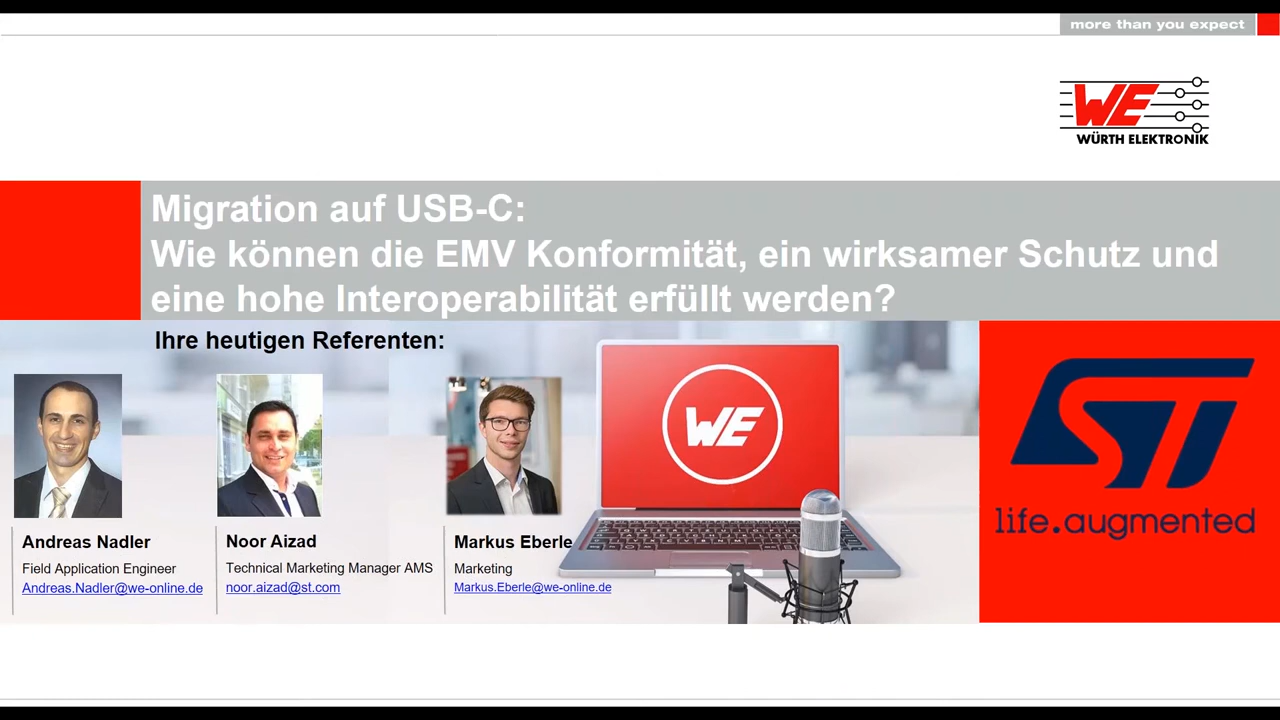 more than you expect
WE
WÜRTH ELEKTRONIK
Migration auf USB-C:
Wie können die EMV Konformität, ein wirksamer Schutz und
eine hohe Interoperabilität erfüllt werden?
Ihre heutigen Referenten:
WE
ST
life.augmented
Andreas Nadler
Field Application Engneer
Andreas.Nadler@we-online.de
Noor Aizad
Technical Marketing Manager AMS
noor.aizad@st.com
Markus Eberle
Marketing
Markus.Eberle@we-online.de